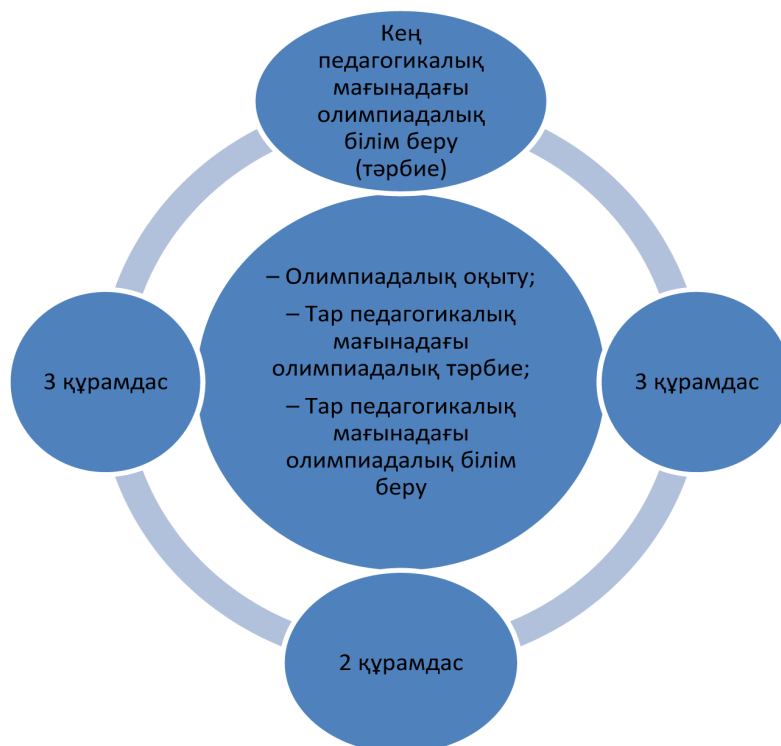 Кең
педагогикалық
мағынадағы
олимпиадалық
білім беру
(тәрбие)
– Олимпиадалық оқыту;
– Тар педагогикалық
мағынадағы
олимпиадалық тәрбие;
– Тар педагогикалық
мағынадағы
олимпиадалық білім
беру
3 құрамдас
3 құрамдас
2 құрамдас